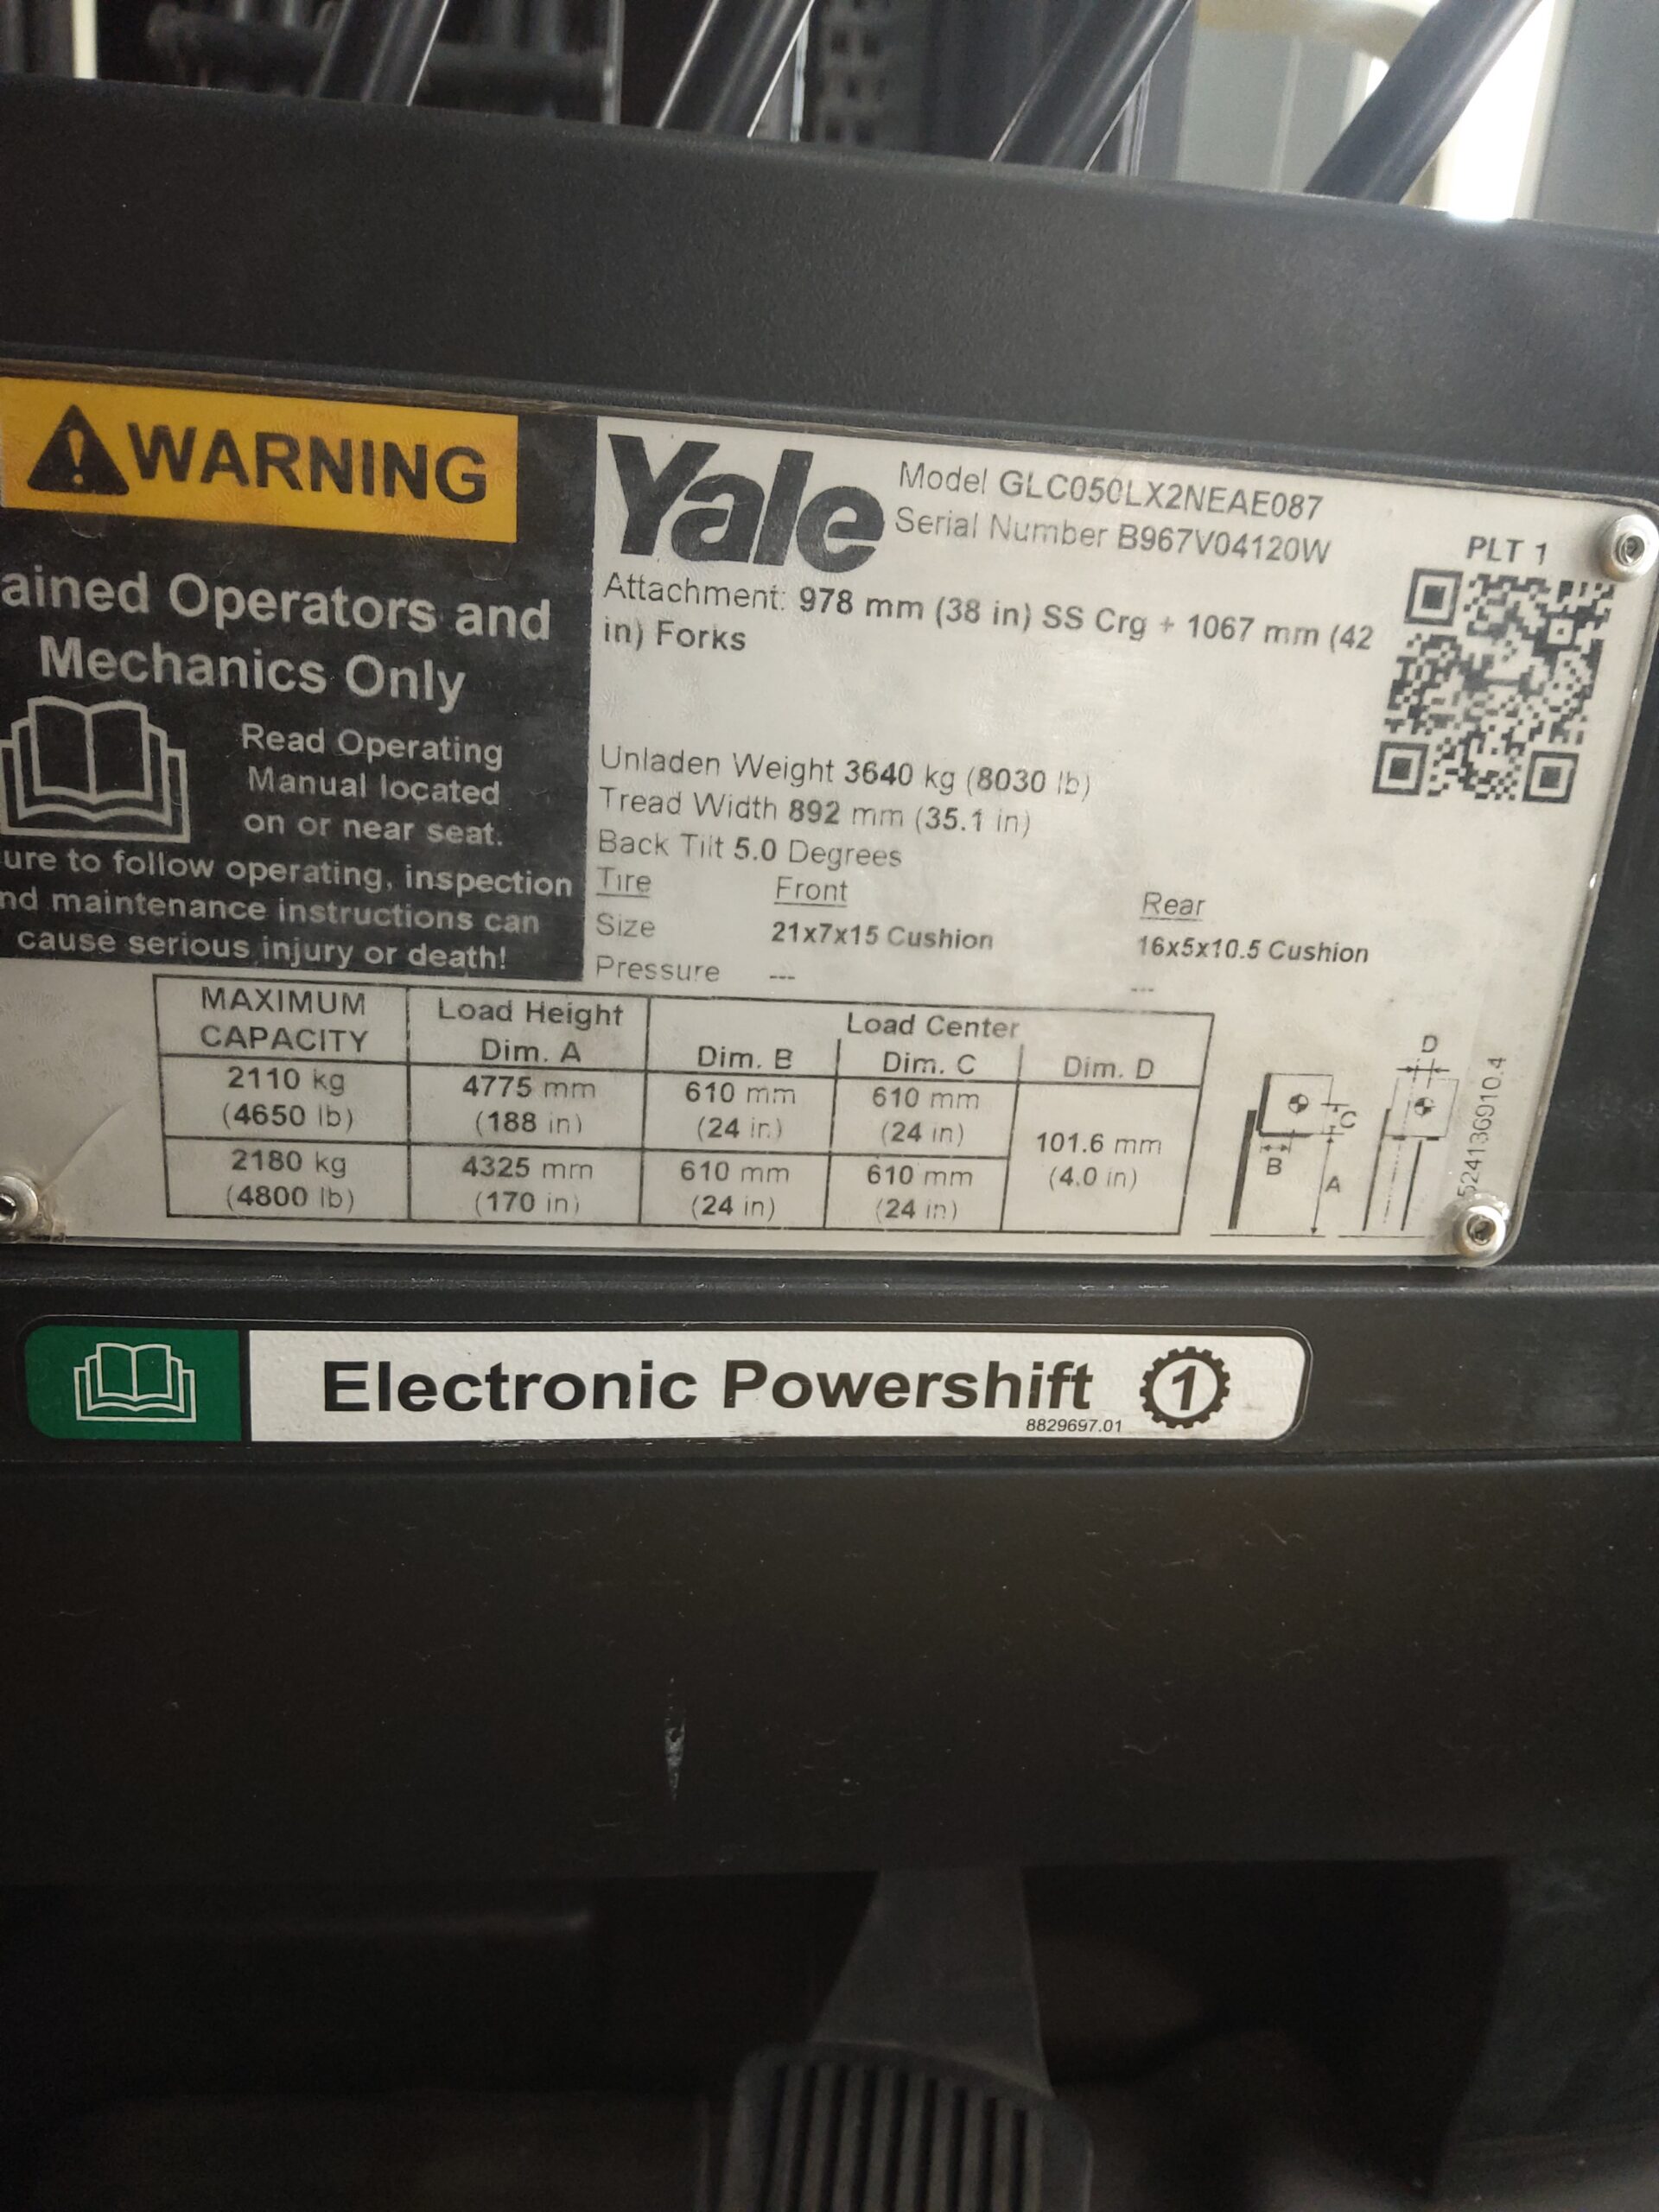 WARNING
ained Operators and
Mechanics Only
Read Operating
Manual located
on or near seat.
ure to follow operating, inspection
nd maintenance instructions can
cause serious injury or death!
Yale
Model GLC050LX2NEAE087
Serial Number B967V04120W
PLT 1
Attachment: 978 mm (38 in) SS Crg + 1067 mm (42
in) Forks
Unladen Weight 3640 kg (8030 lb)
Tread Width 892 mm (35.1 in)
Back Tilt 5.0 Degrees
Tire Front Rear
Size 21x7x15 Cushion 16x5x10.5 Cushion
Pressure --- ---
MAXIMUM
CAPACITY
Load Height
Dim. A
Load Center
Dim. B Dim. C Dim. D
2110 kg 4775 mm 610 mm 610 mm
(4650 lb) (188 in) (24 in) (24 in)
101.6 mm
(4.0 in)
2180 kg 4325 mm 610 mm 610 mm
(4800 lb) (170 in) (24 in) (24 in)
D
C
B
A
524136910.4
Electronic Powershift 1
8829697.01